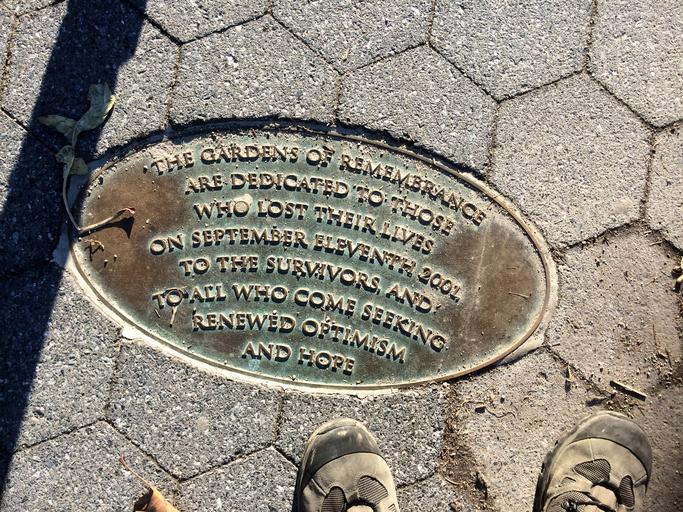 THE GARDENS OF REMEMBRANCE
ARE DEDICATED TO THOSE
WHO LOST THEIR LIVES
ON SEPTEMBER ELEVENTH, 2001,
TO THE SURVIVORS, AND
TO ALL WHO COME SEEKING
RENEWED OPTIMISM
AND HOPE